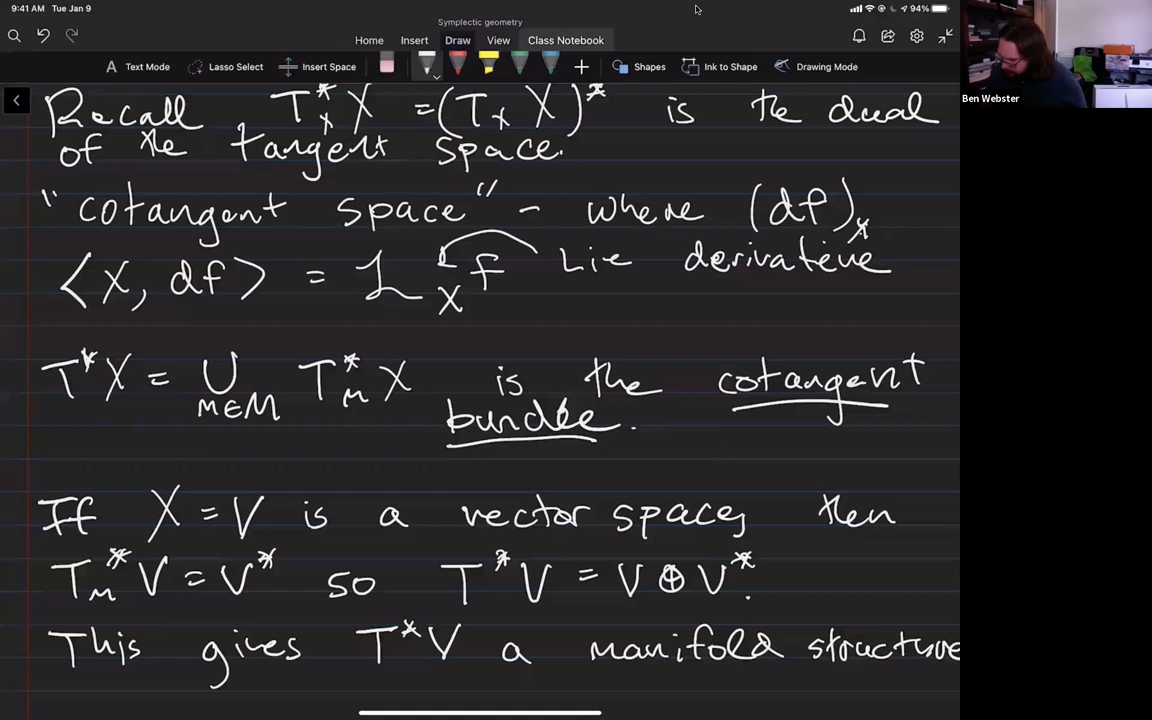 9:41 AM Tue Jan 9
94%
Symplectic geometry
Home Insert Draw View Class Notebook
Text Mode Lasso Select Insert Space Shapes Ink to Shape Drawing Mode
Ben Webster
Recall T*ₓX = (TₓX)* is the dual
of the tangent space.
"cotangent space" - where (df)ₓ
<X, df> = L_X f Lie derivative
T*X = ∪_{m∈M} T*_m X is the cotangent
bundle.
If X = V is a vector space, then
T_m*V = V* so T*V = V ⊕ V*.
This gives T*V a manifold structure